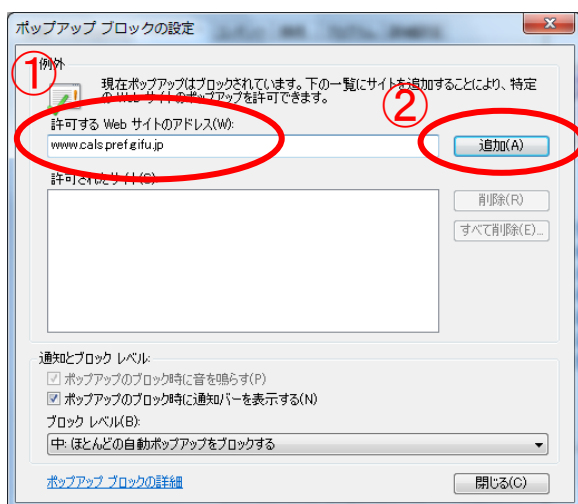 ポップアップ ブロックの設定
例外
①
現在ポップアップはブロックされています。下の一覧にサイトを追加することにより、特定
の Web サイトのポップアップを許可できます。
②
許可する Web サイトのアドレス(W):
www.cals.pref.gifu.jp
追加(A)
許可されたサイト(S):
削除(R)
すべて削除(E)...
通知とブロック レベル:
ポップアップのブロック時に音を鳴らす(P)
ポップアップのブロック時に通知バーを表示する(N)
ブロック レベル(B):
中: ほとんどの自動ポップアップをブロックする
ポップアップ ブロックの詳細
閉じる(C)